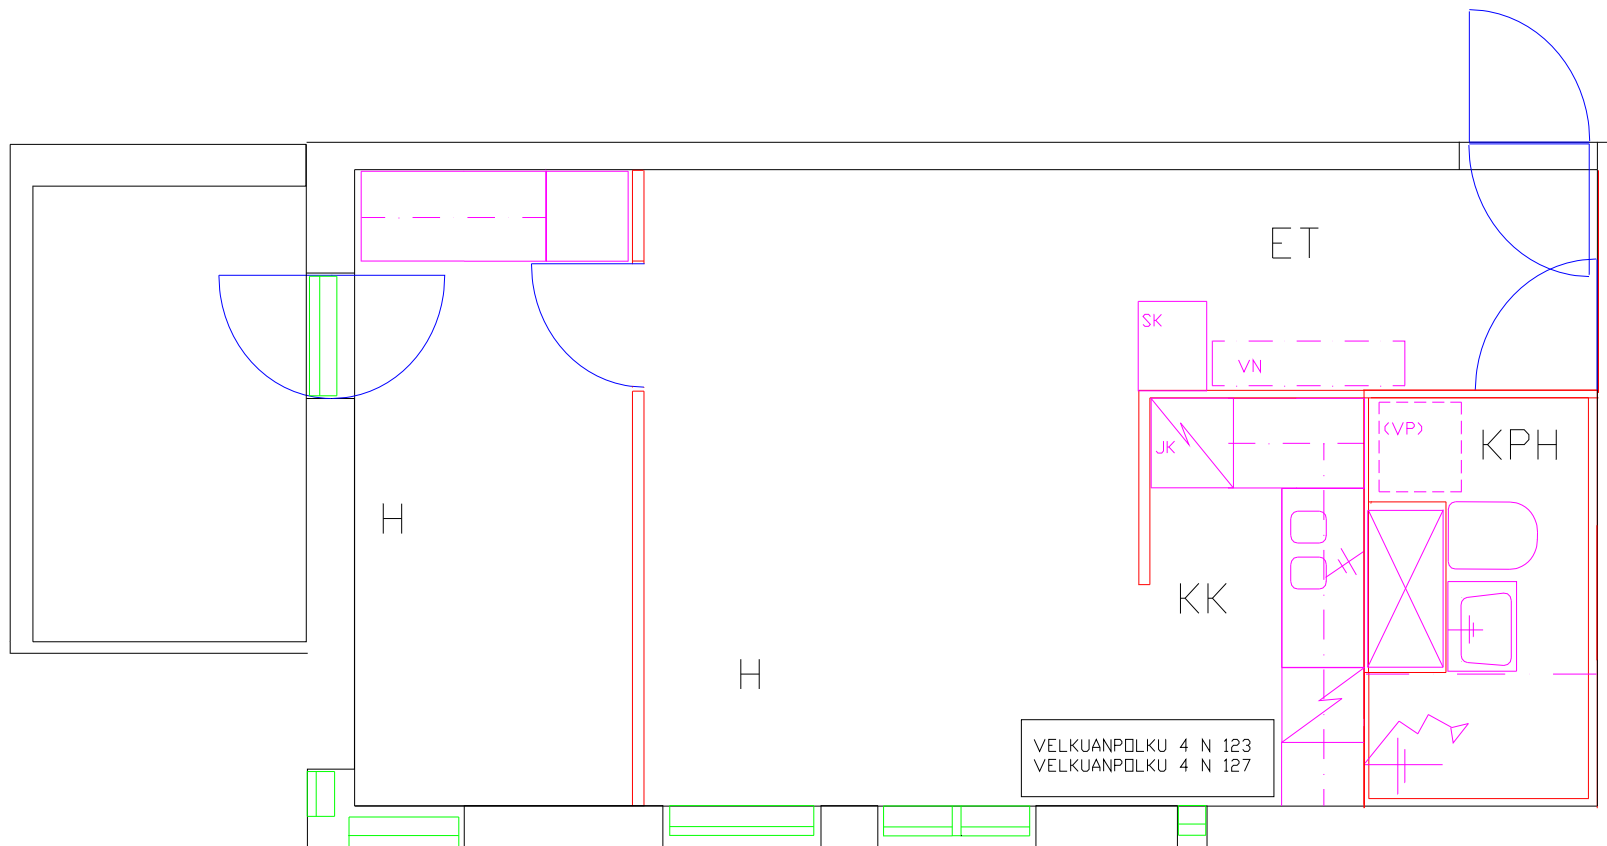 ET
SK
VN
(VP)
KPH
JK
H
KK
H
VELKUANPOLKU 4 N 123
VELKUANPOLKU 4 N 127